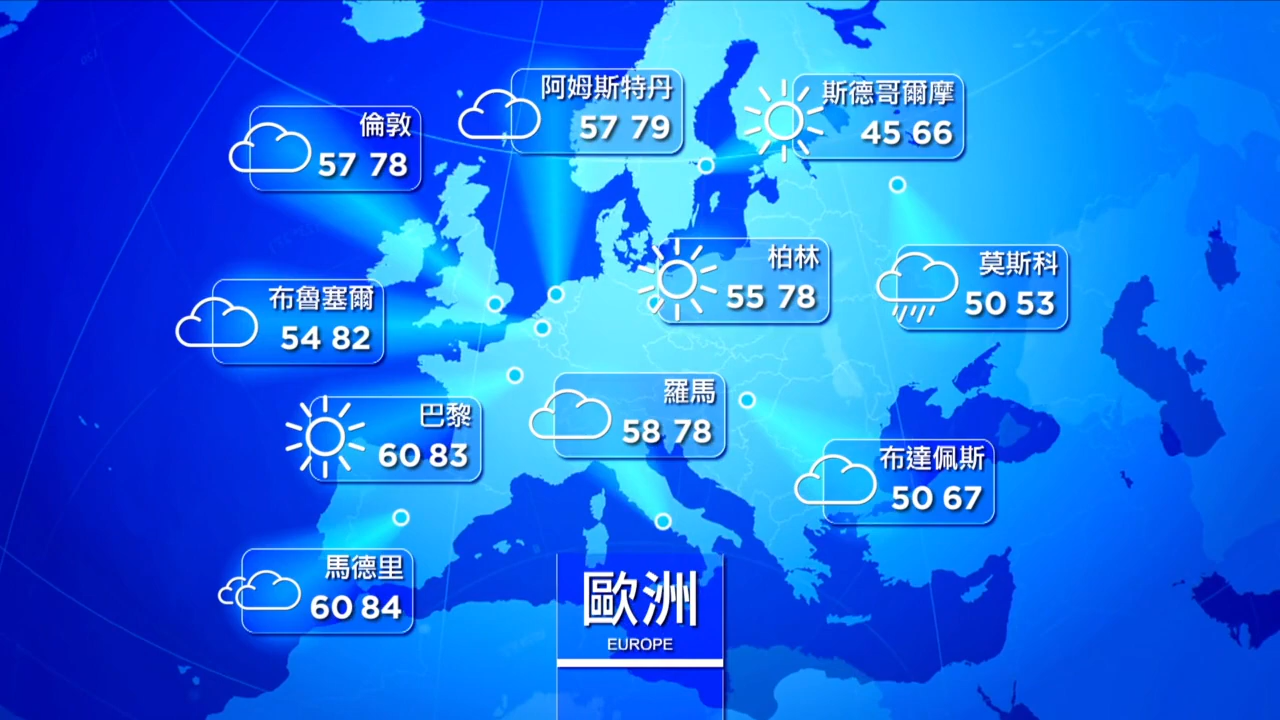 阿姆斯特丹
57 79
斯德哥爾摩
45 66
倫敦
57 78
柏林
55 78
莫斯科
50 53
布魯塞爾
54 82
羅馬
58 78
巴黎
60 83
布達佩斯
50 67
馬德里
60 84
歐洲
EUROPE